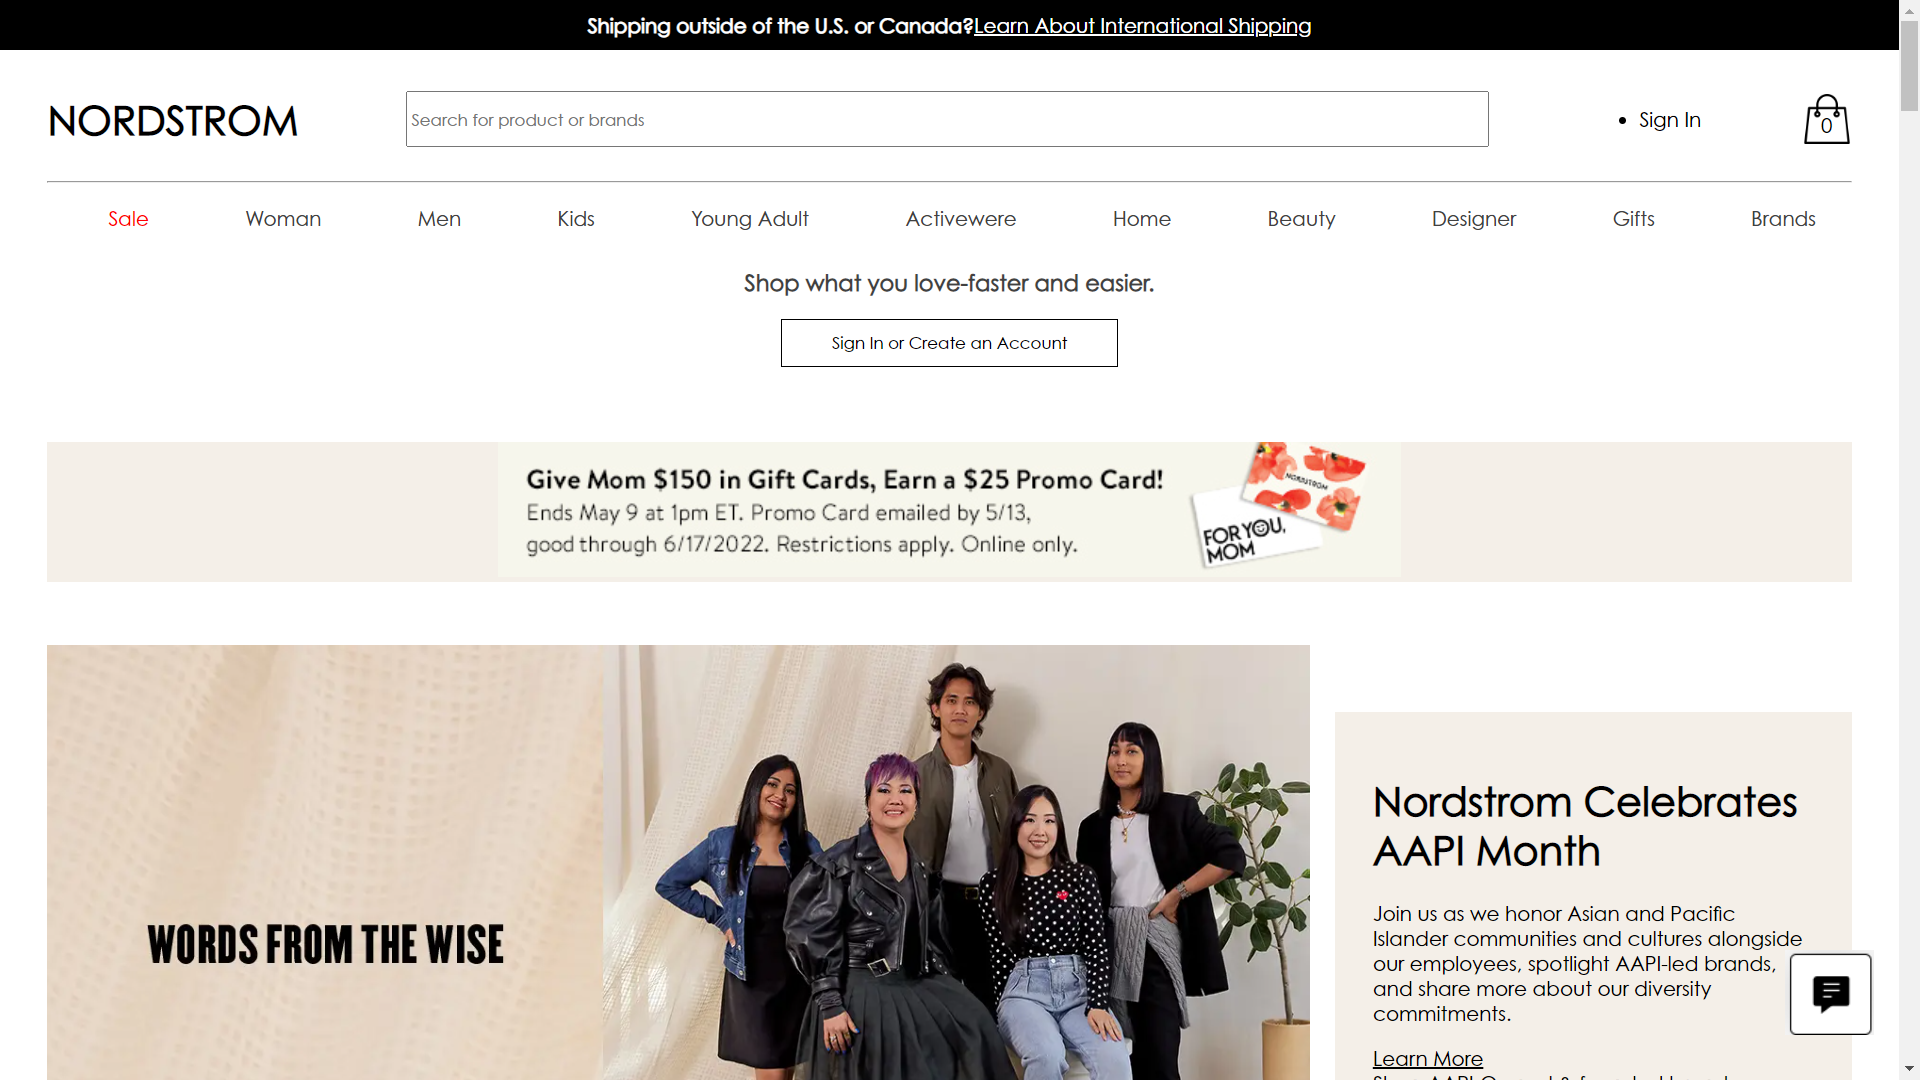 Shipping outside of the U.S. or Canada?Learn About International Shipping
NORDSTROM
Search for product or brands
Sign In
0
Sale Woman Men Kids Young Adult Activewere Home Beauty Designer Gifts Brands
Shop what you love-faster and easier.
Sign In or Create an Account
Give Mom $150 in Gift Cards, Earn a $25 Promo Card!
Ends May 9 at 1pm ET. Promo Card emailed by 5/13,
good through 6/17/2022. Restrictions apply. Online only.
NORDSTROM
FOR YOU,
MOM
WORDS FROM THE WISE
Nordstrom Celebrates
AAPI Month
Join us as we honor Asian and Pacific
Islander communities and cultures alongside
our employees, spotlight AAPI-led brands,
and share more about our diversity
commitments.
Learn More